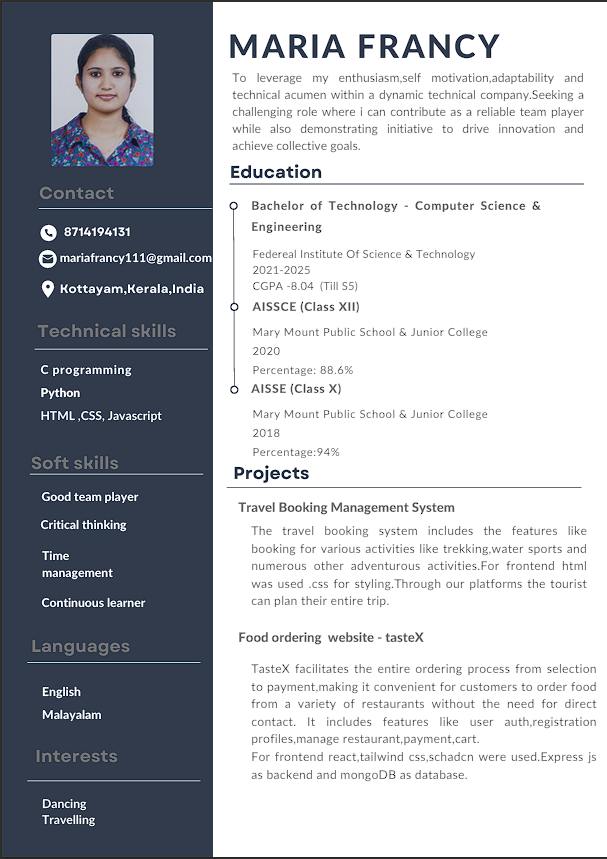 MARIA FRANCY
To leverage my enthusiasm,self motivation,adaptability and
technical acumen within a dynamic technical company.Seeking a
challenging role where i can contribute as a reliable team player
while also demonstrating initiative to drive innovation and
achieve collective goals.
Contact
8714194131
mariafrancy111@gmail.com
Kottayam,Kerala,India
Technical skills
C programming
Python
HTML ,CSS, Javascript
Soft skills
Good team player
Critical thinking
Time
management
Continuous learner
Languages
English
Malayalam
Interests
Dancing
Travelling
Education
Bachelor of Technology - Computer Science &
Engineering
Federeal Institute Of Science & Technology
2021-2025
CGPA -8.04 (Till S5)
AISSCE (Class XII)
Mary Mount Public School & Junior College
2020
Percentage: 88.6%
AISSE (Class X)
Mary Mount Public School & Junior College
2018
Percentage:94%
Projects
Travel Booking Management System
The travel booking system includes the features like
booking for various activities like trekking,water sports and
numerous other adventurous activities.For frontend html
was used .css for styling.Through our platforms the tourist
can plan their entire trip.
Food ordering website - tasteX
TasteX facilitates the entire ordering process from selection
to payment,making it convenient for customers to order food
from a variety of restaurants without the need for direct
contact. It includes features like user auth,registration
profiles,manage restaurant,payment,cart.
For frontend react,tailwind css,schadcn were used.Express js
as backend and mongoDB as database.